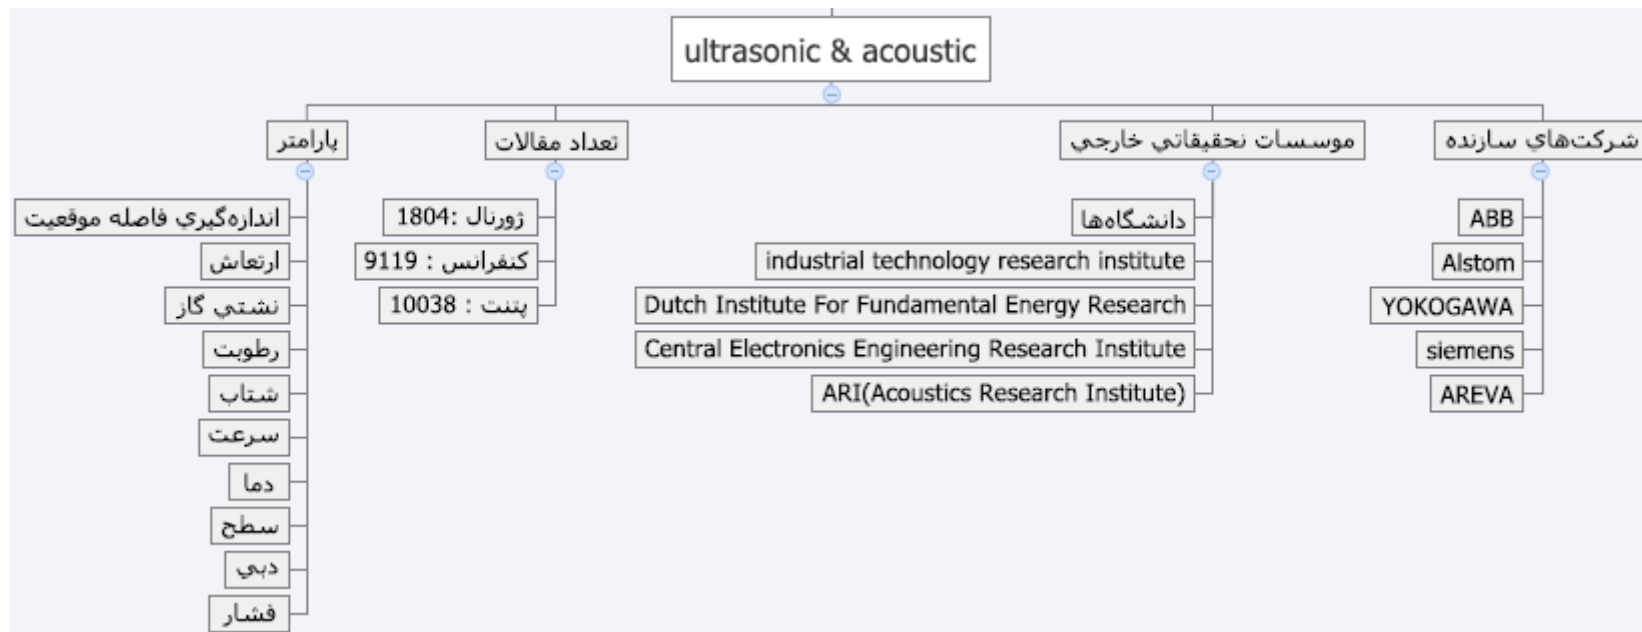 ultrasonic & acoustic
شركت‌هاي سازنده
ABB
Alstom
YOKOGAWA
siemens
AREVA
موسسات نحقيقاتي خارجي
دانشگاه‌ها
industrial technology research institute
Dutch Institute For Fundamental Energy Research
Central Electronics Engineering Research Institute
ARI(Acoustics Research Institute)
تعداد مقالات
ژورنال :1804
كنفرانس : 9119
پتنت : 10038
پارامتر
اندازه‌گيري فاصله موقعيت
ارتعاش
نشتي گاز
رطوبت
شتاب
سرعت
دما
سطح
دبي
فشار